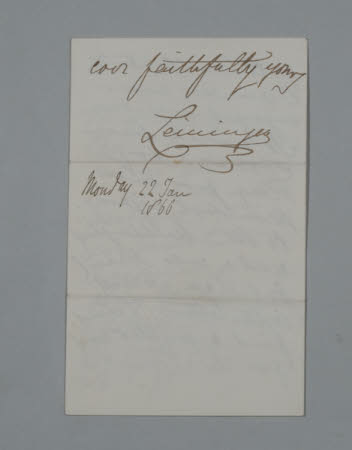 ever faithfully yours
Leiningen
Monday 22 Jan
1866